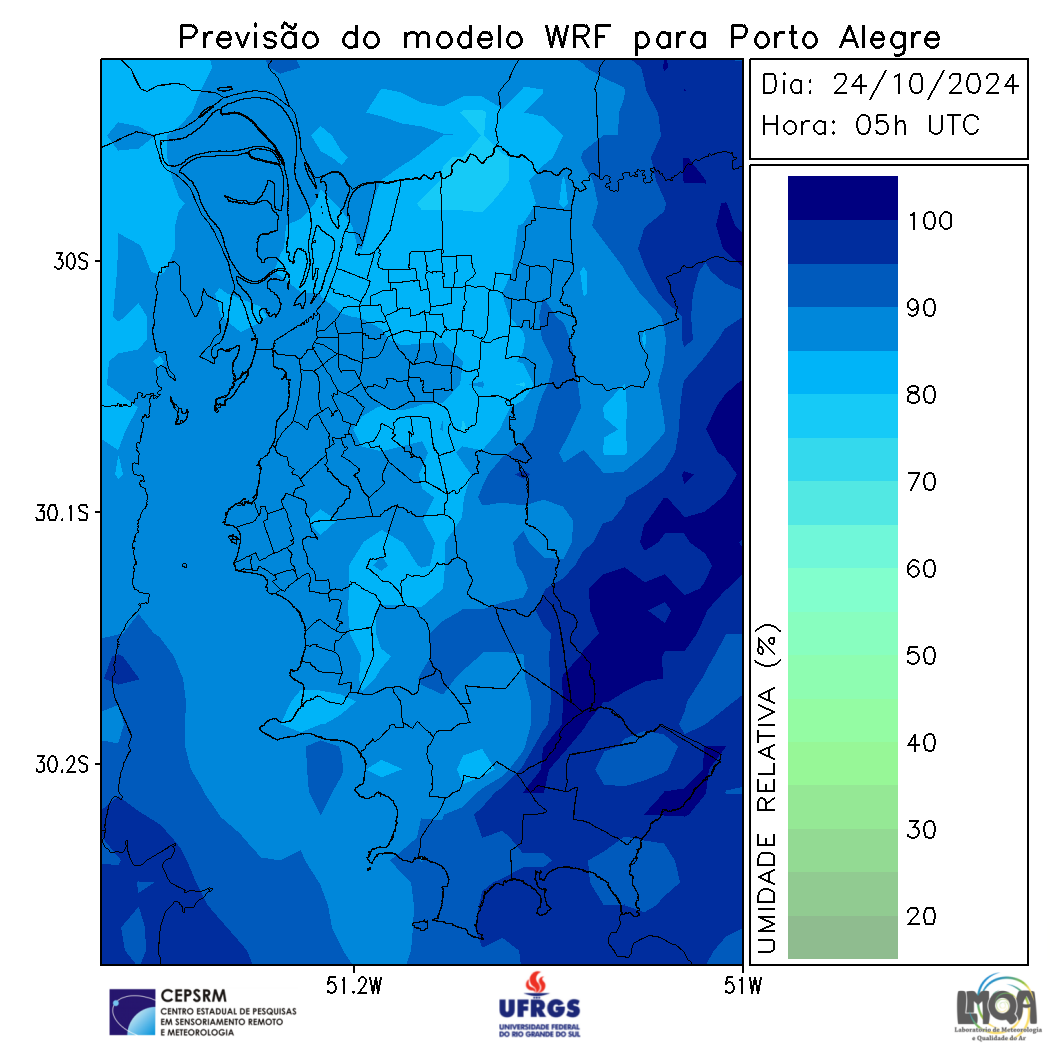 Previsão do modelo WRF para Porto Alegre
Dia: 24/10/2024
Hora: 05h UTC
30S
30.1S
30.2S
51.2W
51W
100
90
80
70
60
50
40
30
20
UMIDADE RELATIVA (%)
CEPSRM
CENTRO ESTADUAL DE PESQUISAS
EM SENSORIAMENTO REMOTO
E METEOROLOGIA
UFRGS
UNIVERSIDADE FEDERAL
DO RIO GRANDE DO SUL
LMQA
Laboratório de Meteorologia
e Qualidade do Ar